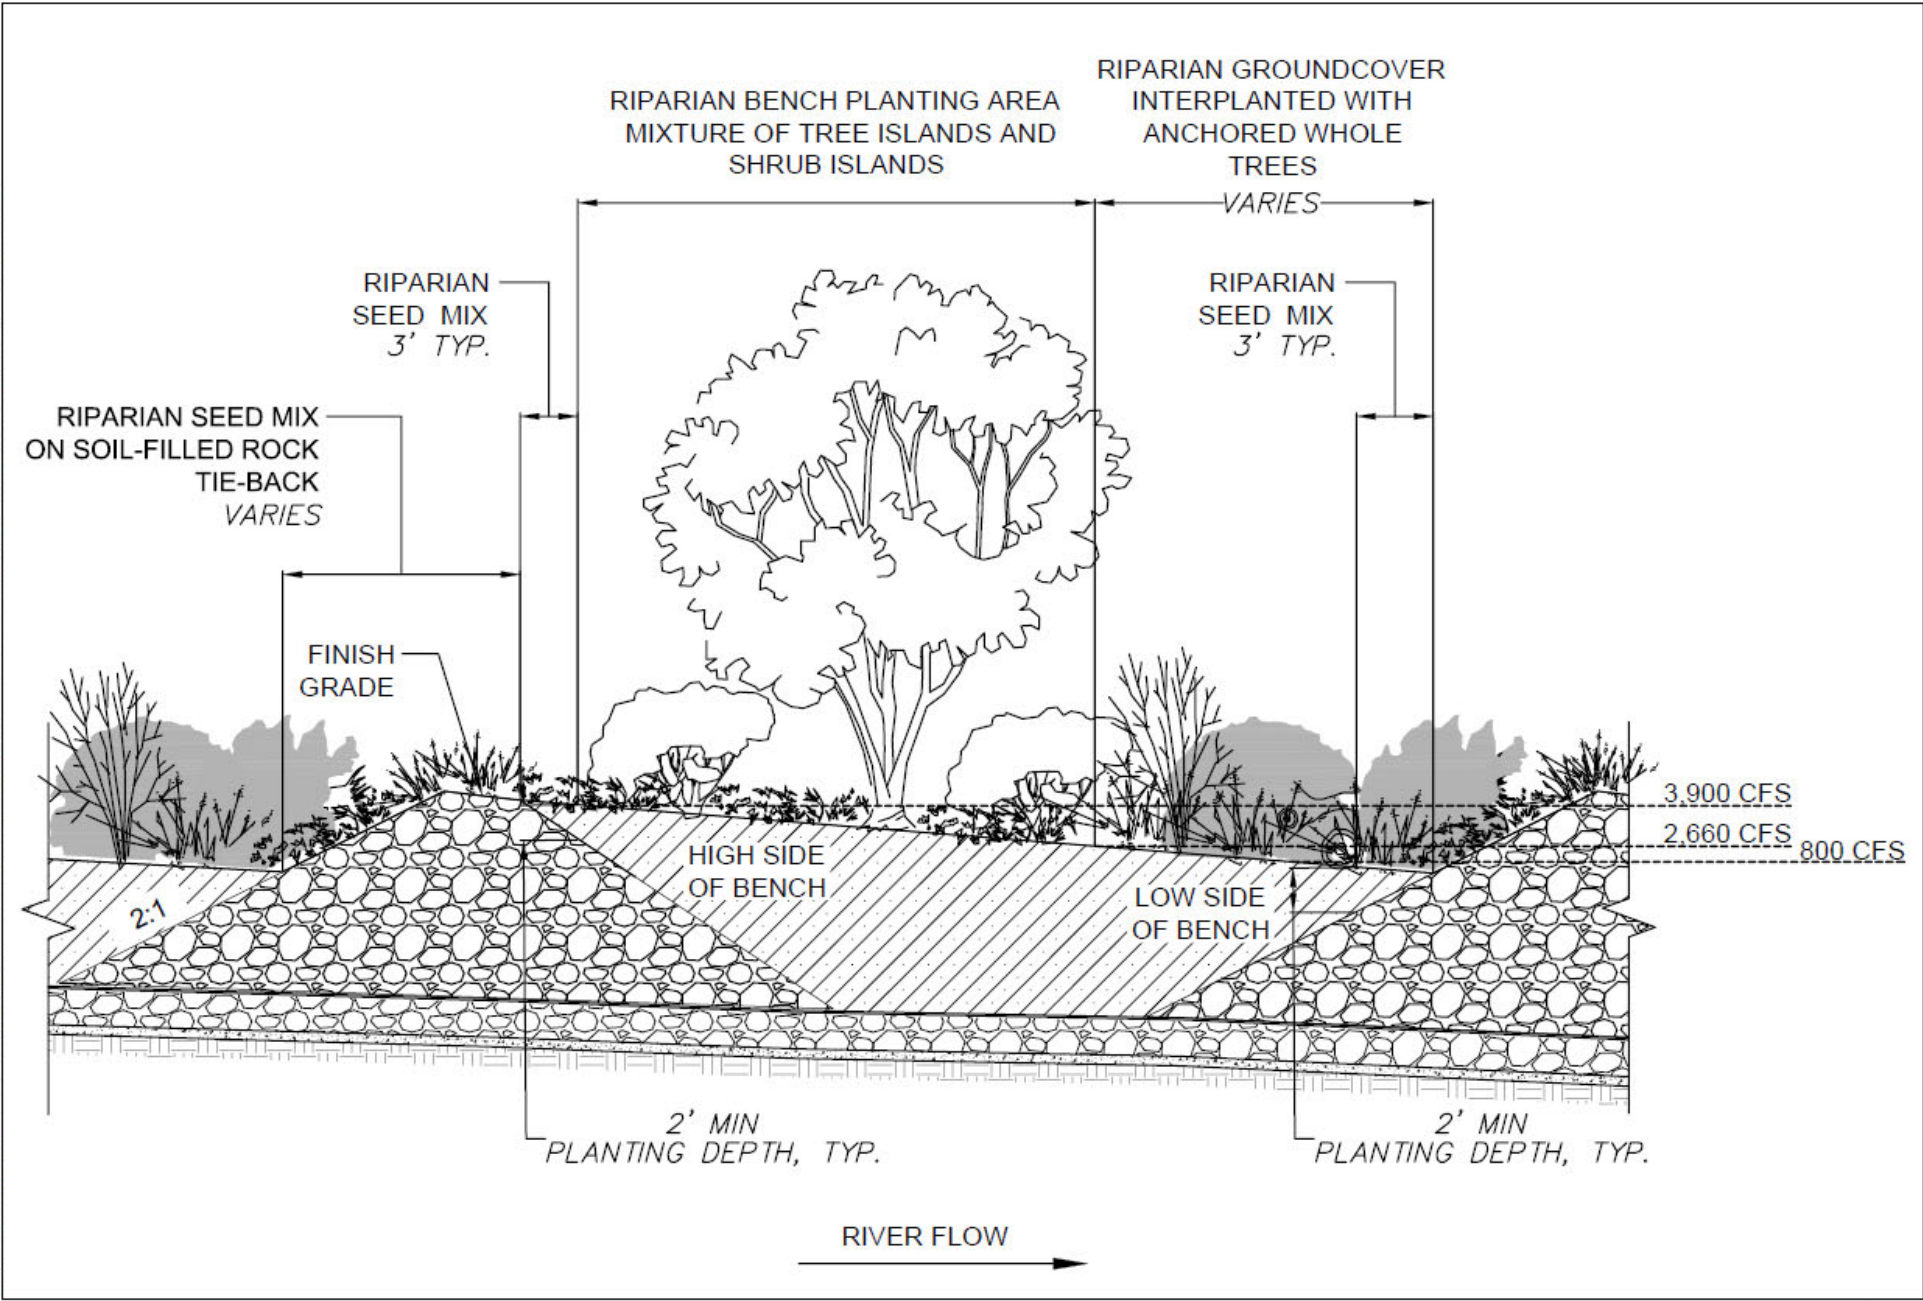 RIPARIAN BENCH PLANTING AREA
MIXTURE OF TREE ISLANDS AND
SHRUB ISLANDS
RIPARIAN GROUNDCOVER
INTERPLANTED WITH
ANCHORED WHOLE
TREES
VARIES
RIPARIAN
SEED MIX
3' TYP.
RIPARIAN
SEED MIX
3' TYP.
RIPARIAN SEED MIX
ON SOIL-FILLED ROCK
TIE-BACK
VARIES
FINISH
GRADE
3,900 CFS
2,660 CFS
800 CFS
HIGH SIDE
OF BENCH
LOW SIDE
OF BENCH
2:1
2' MIN
PLANTING DEPTH, TYP.
2' MIN
PLANTING DEPTH, TYP.
RIVER FLOW